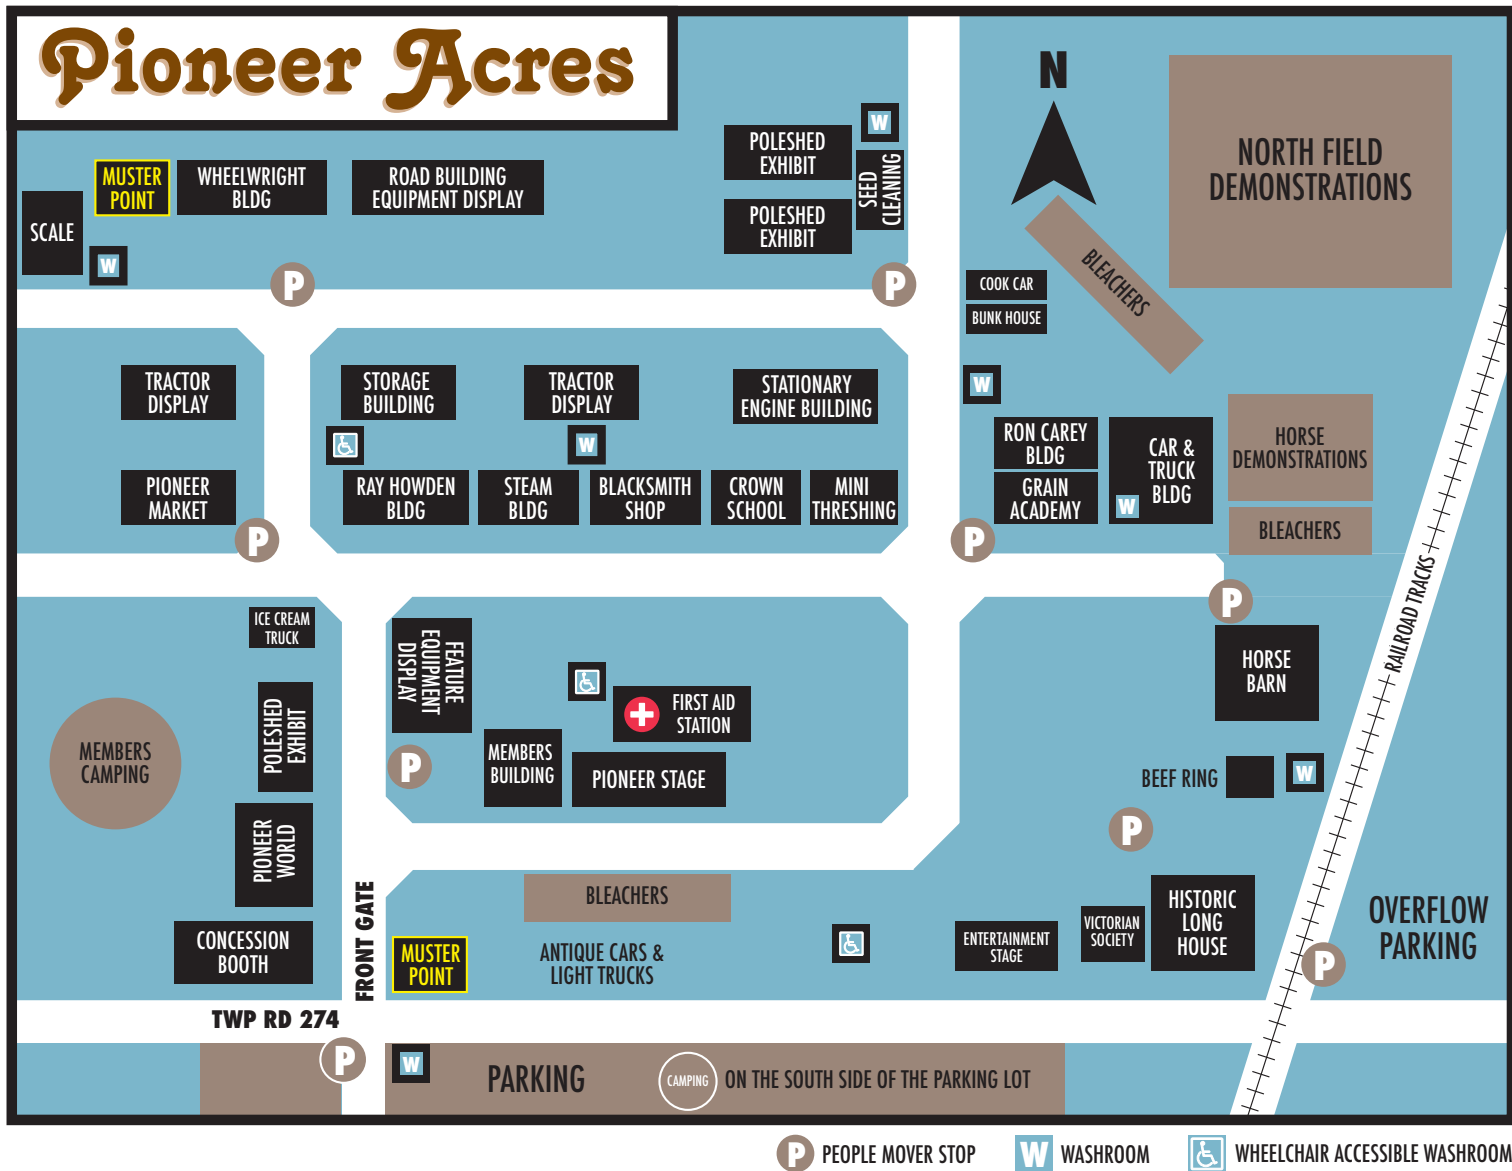 Pioneer Acres
N
NORTH FIELD
DEMONSTRATIONS
W
POLESHED
EXHIBIT
SEED
CLEANING
POLESHED
EXHIBIT
MUSTER
POINT
WHEELWRIGHT
BLDG
ROAD BUILDING
EQUIPMENT DISPLAY
SCALE
W
P
P
BLEACHERS
COOK CAR
BUNK HOUSE
TRACTOR
DISPLAY
STORAGE
BUILDING
TRACTOR
DISPLAY
STATIONARY
ENGINE BUILDING
W
W
RON CAREY
BLDG
CAR &
TRUCK
BLDG
W
HORSE
DEMONSTRATIONS
PIONEER
MARKET
RAY HOWDEN
BLDG
STEAM
BLDG
BLACKSMITH
SHOP
CROWN
SCHOOL
MINI
THRESHING
GRAIN
ACADEMY
BLEACHERS
P
P
RAILROAD TRACKS
P
ICE CREAM
TRUCK
FEATURE
EQUIPMENT
DISPLAY
HORSE
BARN
FIRST AID
STATION
POLESHED
EXHIBIT
MEMBERS
CAMPING
P
MEMBERS
BUILDING
PIONEER STAGE
BEEF RING
W
PIONEER
WORLD
P
BLEACHERS
FRONT GATE
HISTORIC
LONG
HOUSE
VICTORIAN
SOCIETY
ENTERTAINMENT
STAGE
OVERFLOW
PARKING
CONCESSION
BOOTH
MUSTER
POINT
ANTIQUE CARS &
LIGHT TRUCKS
P
TWP RD 274
P
W
PARKING
CAMPING
ON THE SOUTH SIDE OF THE PARKING LOT
P PEOPLE MOVER STOP
W WASHROOM
WHEELCHAIR ACCESSIBLE WASHROOM